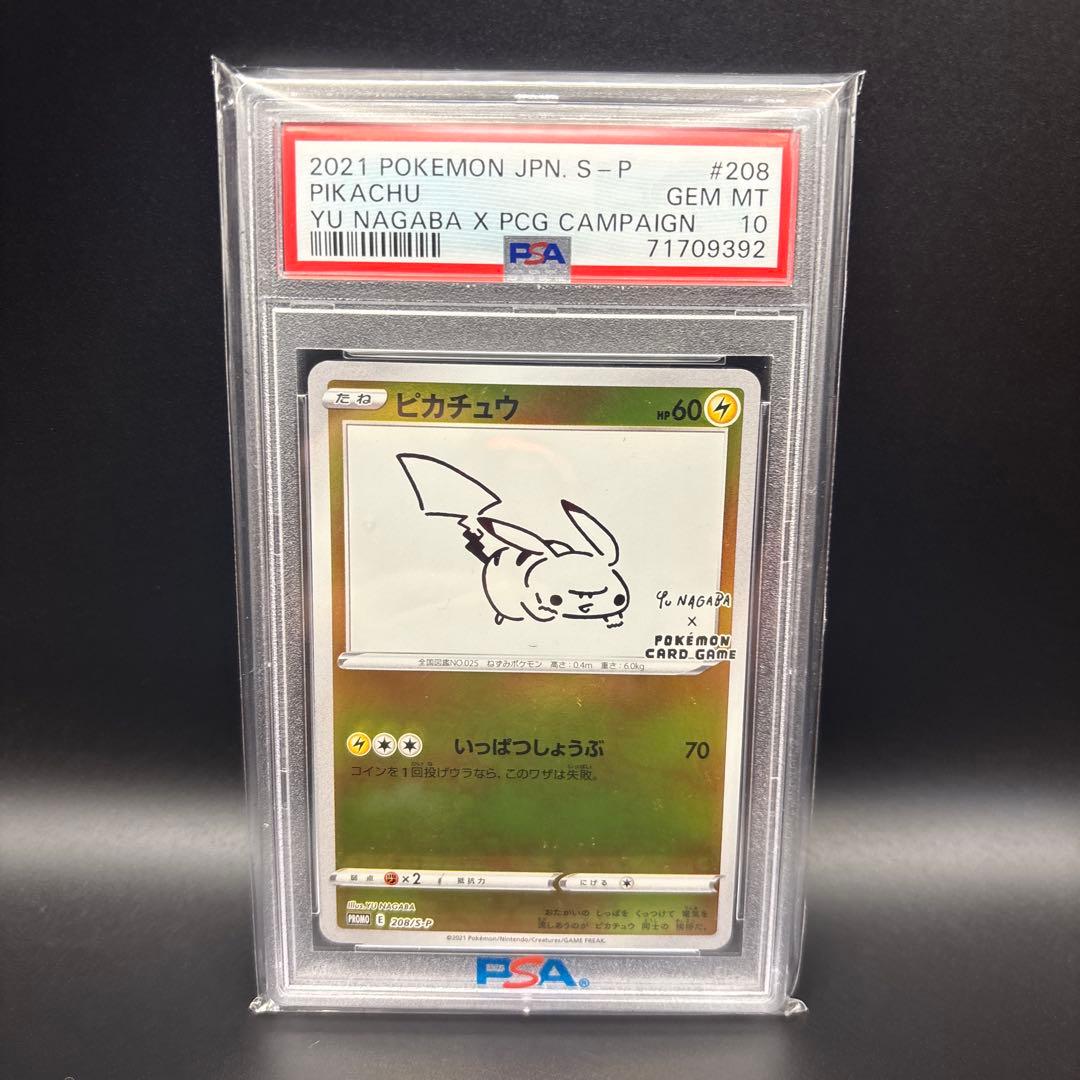 2021 POKEMON JPN. S-P #208
PIKACHU GEM MT
YU NAGABA X PCG CAMPAIGN 10
PSA 71709392
たね ピカチュウ HP60
YU NAGABA
×
POKÉMON
CARD GAME
全国図鑑NO.025 ねずみポケモン 高さ:0.4m 重さ:6.0kg
いっぱつしょうぶ 70
コインを1回投げウラなら、このワザは失敗。
弱点 ×2 抵抗力 にげる
Illus.YU NAGABA
PROMO E 208/S-P
おたがいの しっぽを くっつけて 電気を
流しあうのが ピカチュウ 同士の 挨拶だ。
©2021 Pokémon/Nintendo/Creatures/GAME FREAK.
PSA®